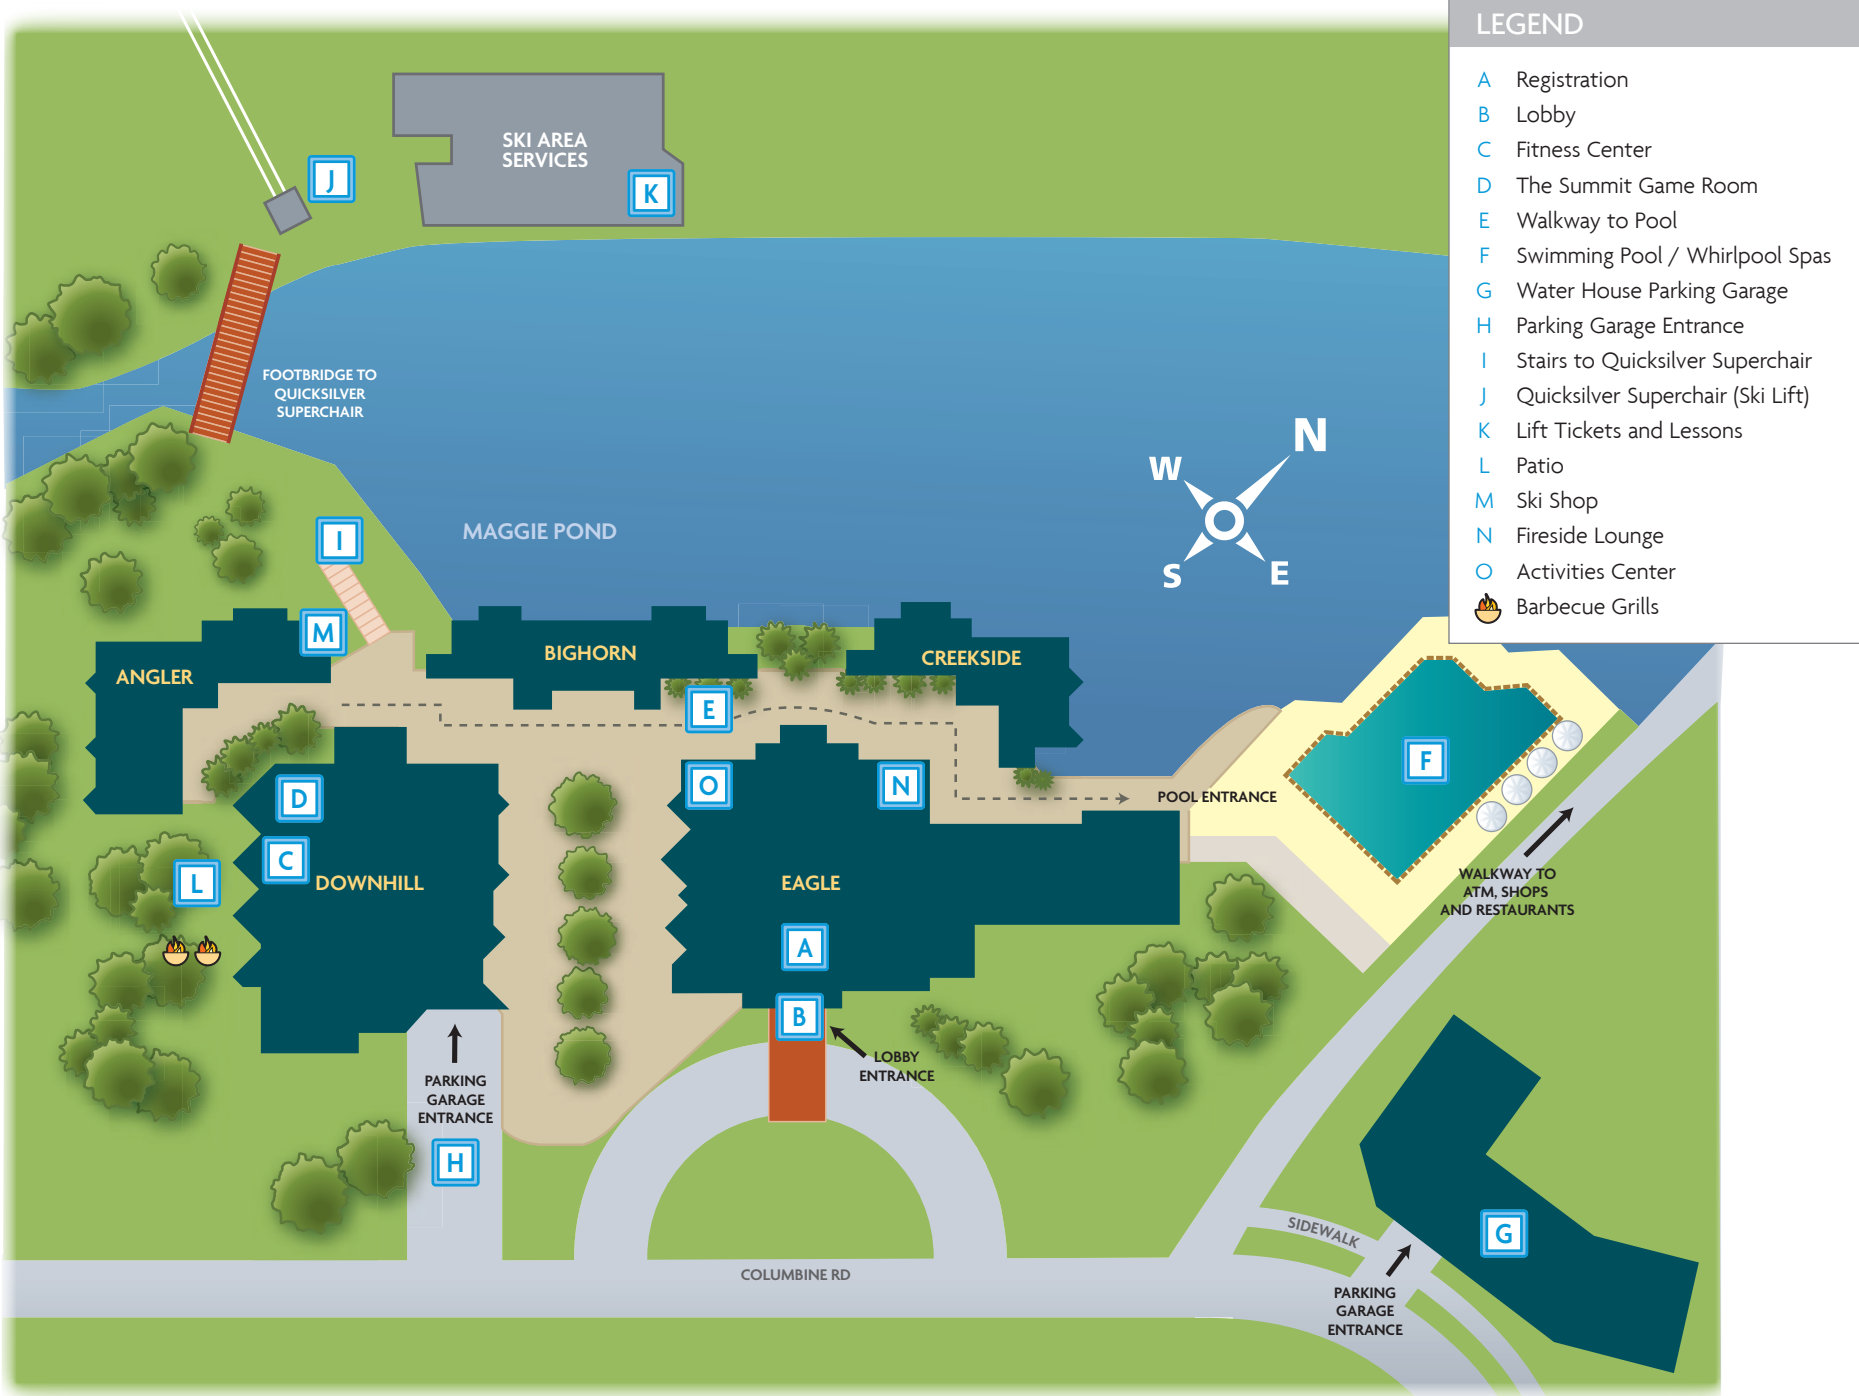 LEGEND
A Registration
B Lobby
C Fitness Center
D The Summit Game Room
E Walkway to Pool
F Swimming Pool / Whirlpool Spas
G Water House Parking Garage
H Parking Garage Entrance
I Stairs to Quicksilver Superchair
J Quicksilver Superchair (Ski Lift)
K Lift Tickets and Lessons
L Patio
M Ski Shop
N Fireside Lounge
O Activities Center
Barbecue Grills
SKI AREA
SERVICES
J
K
FOOTBRIDGE TO
QUICKSILVER
SUPERCHAIR
N
W
S
E
MAGGIE POND
I
M
ANGLER
BIGHORN
CREEKSIDE
E
D
O
N
F
POOL ENTRANCE
C
L
DOWNHILL
EAGLE
WALKWAY TO
ATM, SHOPS
AND RESTAURANTS
A
B
LOBBY
ENTRANCE
PARKING
GARAGE
ENTRANCE
H
SIDEWALK
G
COLUMBINE RD
PARKING
GARAGE
ENTRANCE